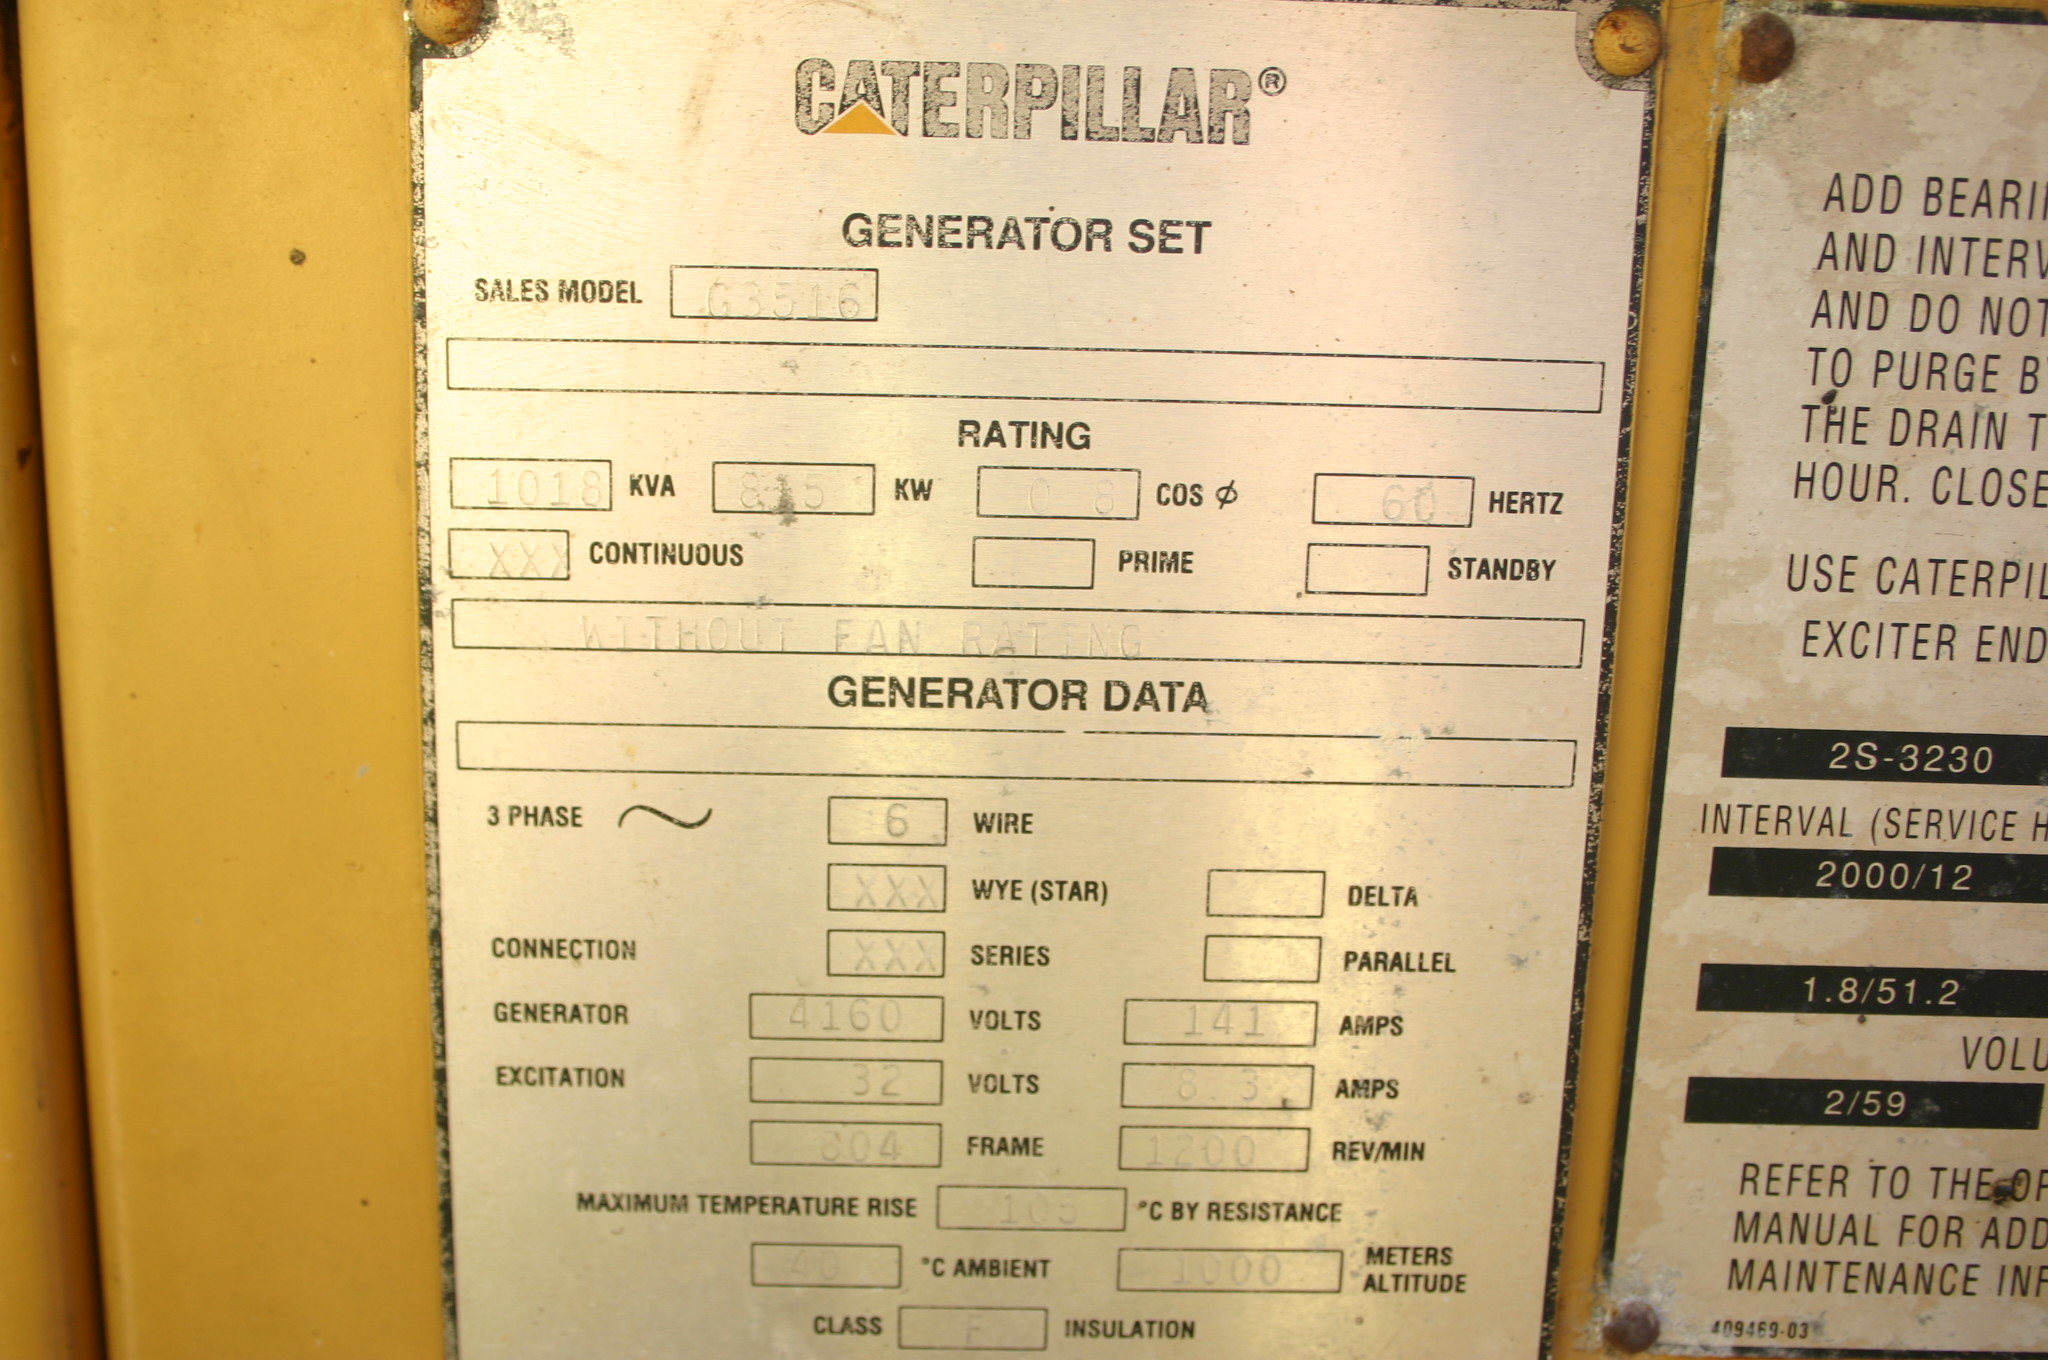 CATERPILLAR®
GENERATOR SET
SALES MODEL G3516
RATING
1018 KVA 815 KW 0 8 COS ϕ 60 HERTZ
XXX CONTINUOUS PRIME STANDBY
WITHOUT FAN RATING
GENERATOR DATA
3 PHASE 6 WIRE
XXX WYE (STAR) DELTA
CONNECTION XXX SERIES PARALLEL
GENERATOR 4160 VOLTS 141 AMPS
EXCITATION 32 VOLTS 8.3 AMPS
804 FRAME 1200 REV/MIN
MAXIMUM TEMPERATURE RISE 105 °C BY RESISTANCE
40 °C AMBIENT 1000 METERS ALTITUDE
CLASS F INSULATION
ADD BEARI
AND INTERV
AND DO NOT
TO PURGE B
THE DRAIN T
HOUR. CLOSE
USE CATERPIL
EXCITER END
2S-3230
INTERVAL (SERVICE H
2000/12
1.8/51.2
VOLU
2/59
REFER TO THE OP
MANUAL FOR ADD
MAINTENANCE INF
409469-03